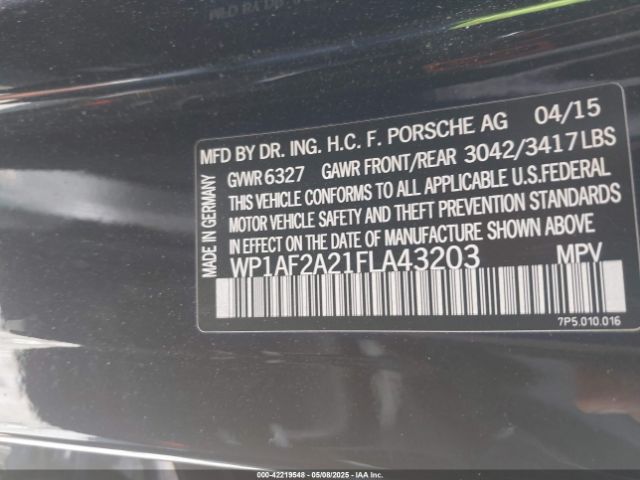 MFD BY DR. ING. H.C. F. PORSCHE AG 04/15
GWR 6327 GAWR FRONT/REAR 3042/3417 LBS
THIS VEHICLE CONFORMS TO ALL APPLICABLE U.S.FEDERAL
MOTOR VEHICLE SAFETY AND THEFT PREVENTION STANDARDS
IN EFFECT ON THE DATE OF MANUFACTURE SHOWN ABOVE
WP1AF2A21FLA43203 MPV
7P5.010.016
MADE IN GERMANY
000-42219548 - 05/08/2025 - IAA, Inc.